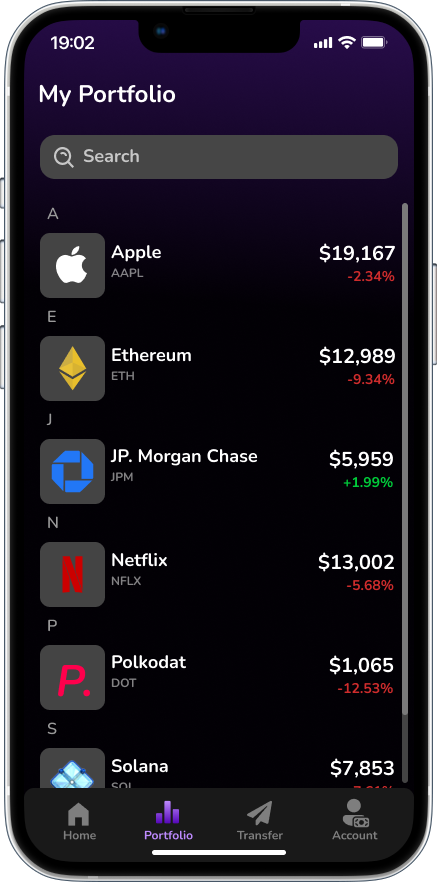 19:02
My Portfolio
Search
A
Apple
$19,167
AAPL
-2.34%
E
Ethereum
$12,989
ETH
-9.34%
J
JP. Morgan Chase
$5,959
JPM
+1.99%
N
Netflix
$13,002
NFLX
-5.68%
P
Polkodat
$1,065
DOT
-12.53%
S
Solana
$7,853
SOL
Home
Portfolio
Transfer
Account